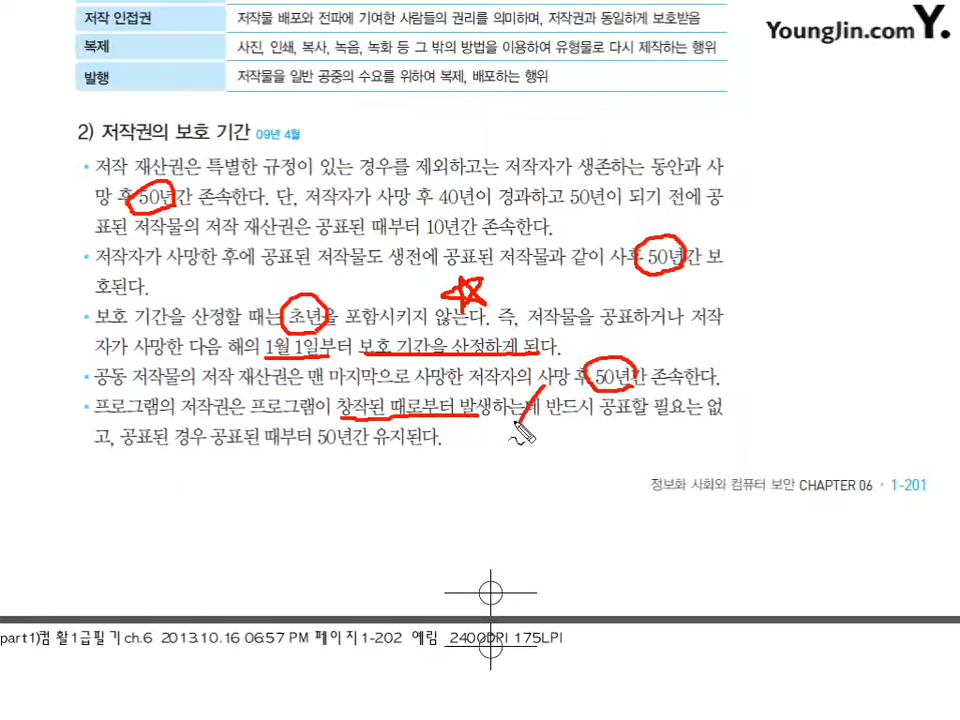 저작 인접권 저작물 배포와 전파에 기여한 사람들의 권리를 의미하며, 저작권과 동일하게 보호받음
YoungJin.com Y.
복제 사진, 인쇄, 복사, 녹음, 녹화 등 그 밖의 방법을 이용하여 유형물로 다시 제작하는 행위
발행 저작물을 일반 공중의 수요를 위하여 복제, 배포하는 행위
2) 저작권의 보호 기간 09년 4월
• 저작 재산권은 특별한 규정이 있는 경우를 제외하고는 저작자가 생존하는 동안과 사
망 후 50년간 존속한다. 단, 저작자가 사망 후 40년이 경과하고 50년이 되기 전에 공
표된 저작물의 저작 재산권은 공표된 때부터 10년간 존속한다.
• 저작자가 사망한 후에 공표된 저작물도 생전에 공표된 저작물과 같이 사후 50년간 보
호된다.
• 보호 기간을 산정할 때는 초년을 포함시키지 않는다. 즉, 저작물을 공표하거나 저작
자가 사망한 다음 해의 1월 1일부터 보호 기간을 산정하게 된다.
• 공동 저작물의 저작 재산권은 맨 마지막으로 사망한 저작자의 사망 후 50년간 존속한다.
• 프로그램의 저작권은 프로그램이 창작된 때로부터 발생하는데 반드시 공표할 필요는 없
고, 공표된 경우 공표된 때부터 50년간 유지된다.
정보화 사회와 컴퓨터 보안 CHAPTER 06 • 1-201
part1)컴활1급필기ch.6 2013.10.16 06:57 PM 페이지1-202 예림 2400DPI 175LPI